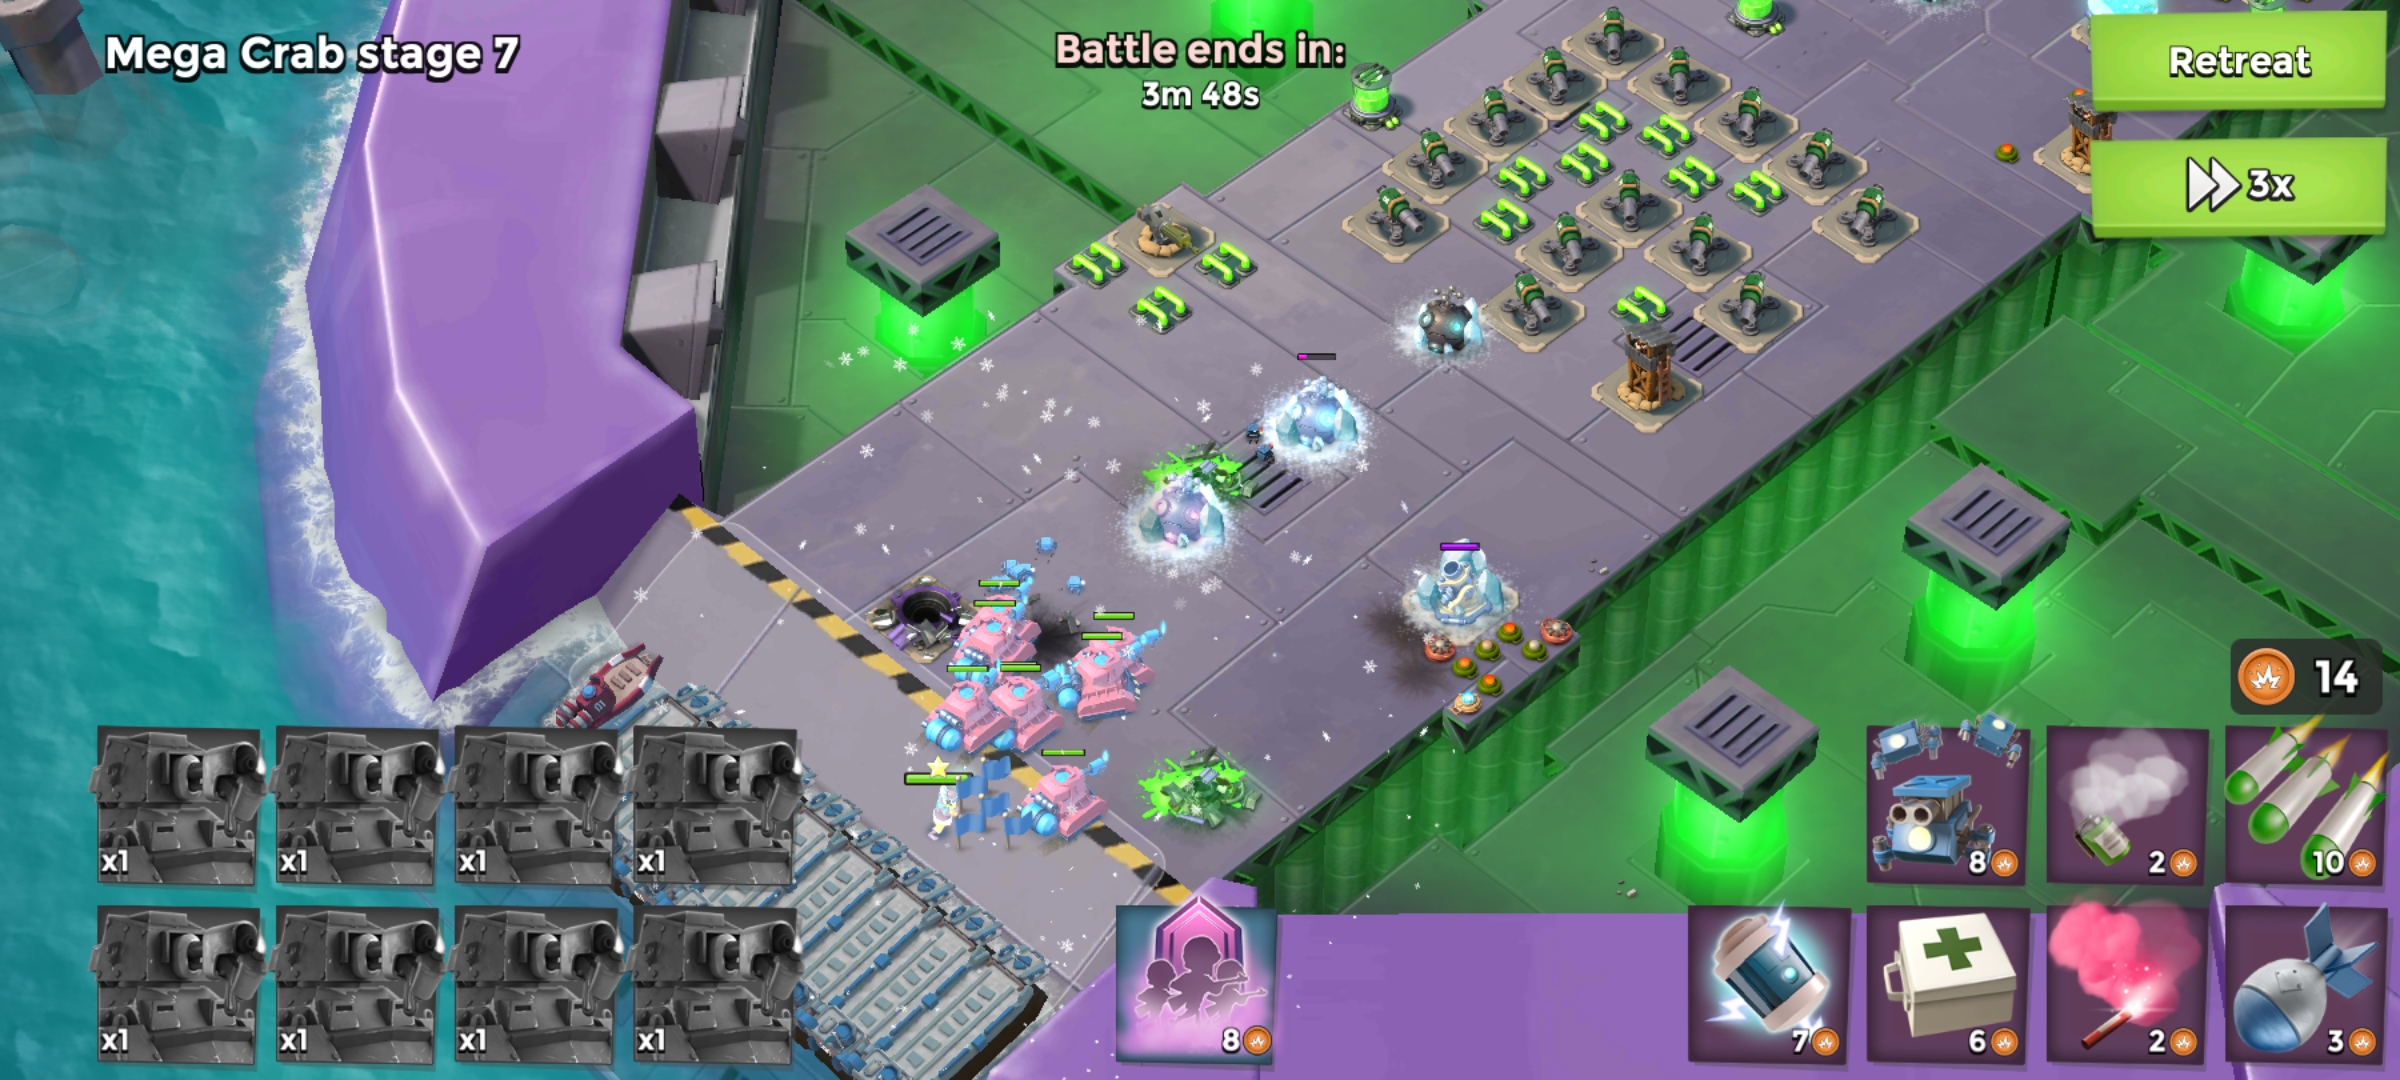 Mega Crab stage 7
Battle ends in:
3m 48s
Retreat
3x
14
x1
x1
x1
x1
8
2
10
x1
x1
x1
x1
8
7
6
2
3